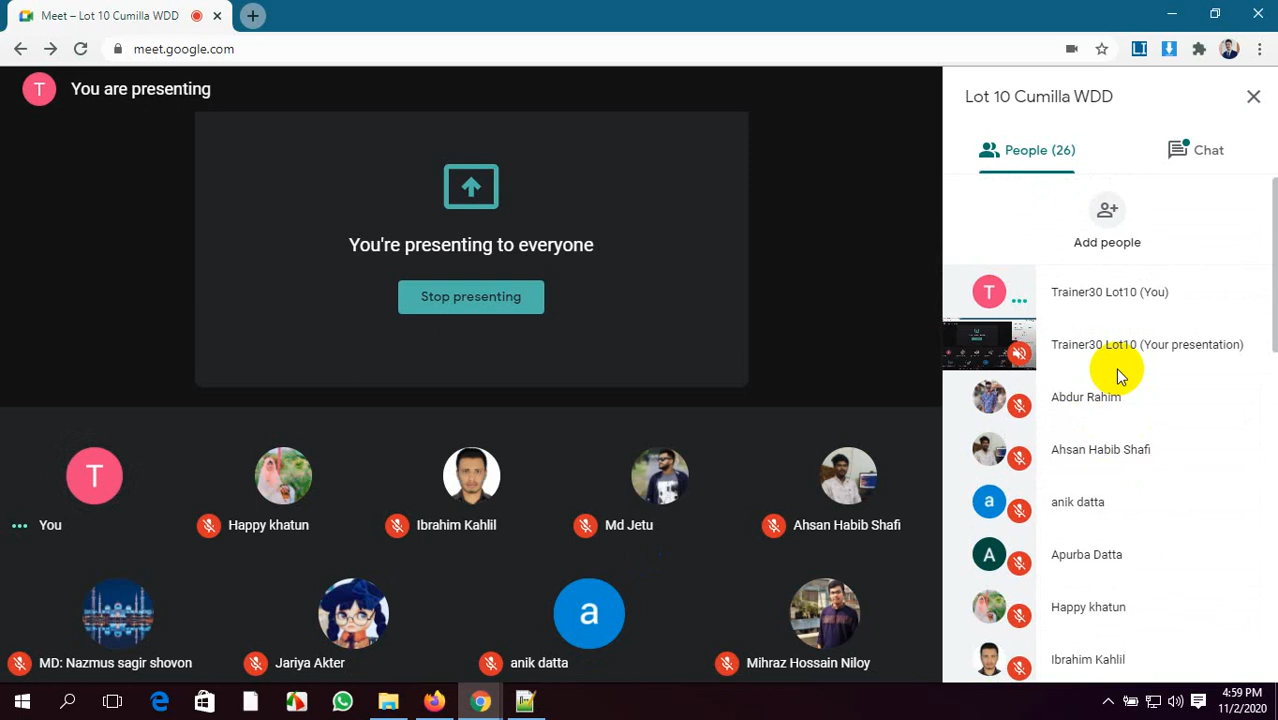 Meet – Lot 10 Cumilla WDD
meet.google.com
T You are presenting
You're presenting to everyone
Stop presenting
T
You
Happy khatun
Ibrahim Kahlil
Md Jetu
Ahsan Habib Shafi
a
MD: Nazmus sagir shovon
Jariya Akter
anik datta
Mihraz Hossain Niloy
Lot 10 Cumilla WDD
People (26)
Chat
Add people
T Trainer30 Lot10 (You)
Trainer30 Lot10 (Your presentation)
Abdur Rahim
Ahsan Habib Shafi
a anik datta
A Apurba Datta
Happy khatun
Ibrahim Kahlil
4:59 PM
11/2/2020